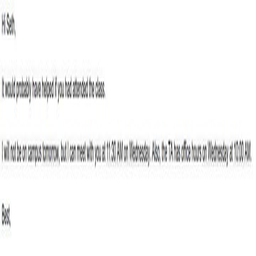 Hi Seth,
It would probably have helped if you had attended the class.
I will not be on campus tomorrow, but I can meet with you at 11:30 AM on Wednesday. Also, the TA has office hours on Wednesday at 10:00 AM.
Best,